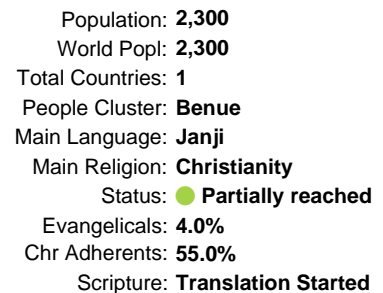 Population: 2,300
World Popl: 2,300
Total Countries: 1
People Cluster: Benue
Main Language: Janji
Main Religion: Christianity
Status: Partially reached
Evangelicals: 4.0%
Chr Adherents: 55.0%
Scripture: Translation Started